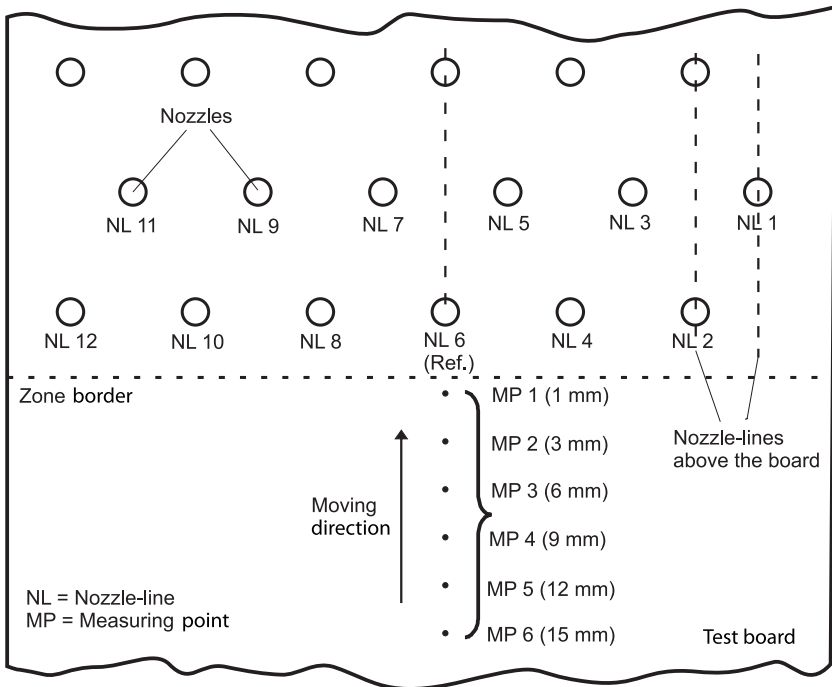 Nozzles
NL 11
NL 9
NL 7
NL 5
NL 3
NL 1
NL 12
NL 10
NL 8
NL 6
(Ref.)
NL 4
NL 2
Zone border
MP 1 (1 mm)
MP 2 (3 mm)
MP 3 (6 mm)
MP 4 (9 mm)
MP 5 (12 mm)
MP 6 (15 mm)
Nozzle-lines
above the board
Moving
direction
NL = Nozzle-line
MP = Measuring point
Test board